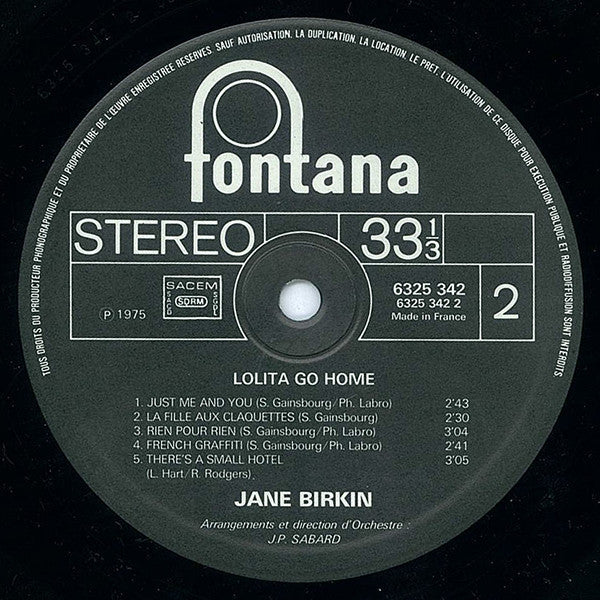 TOUS DROITS DU PRODUCTEUR PHONOGRAPHIQUE ET DU PROPRIETAIRE DE L'ŒUVRE ENREGISTREE RESERVES. SAUF AUTORISATION. LA DUPLICATION, LA LOCATION, LE PRET, L'UTILISATION DE CE DISQUE POUR EXECUTION PUBLIQUE ET RADIODIFFUSION SONT INTERDITS
fontana
STEREO
33 1/3
℗ 1975
SACEM
SACD SDRM SGDL
6325 342
6325 342 2
Made in France
2
LOLITA GO HOME
1. JUST ME AND YOU (S. Gainsbourg/Ph. Labro) 2'43
2. LA FILLE AUX CLAQUETTES (S. Gainsbourg) 2'30
3. RIEN POUR RIEN (S. Gainsbourg/Ph. Labro) 3'04
4. FRENCH GRAFFITI (S. Gainsbourg/Ph. Labro) 2'41
5. THERE'S A SMALL HOTEL 3'05
(L. Hart/R. Rodgers).
JANE BIRKIN
Arrangements et direction d'Orchestre :
J.P. SABARD